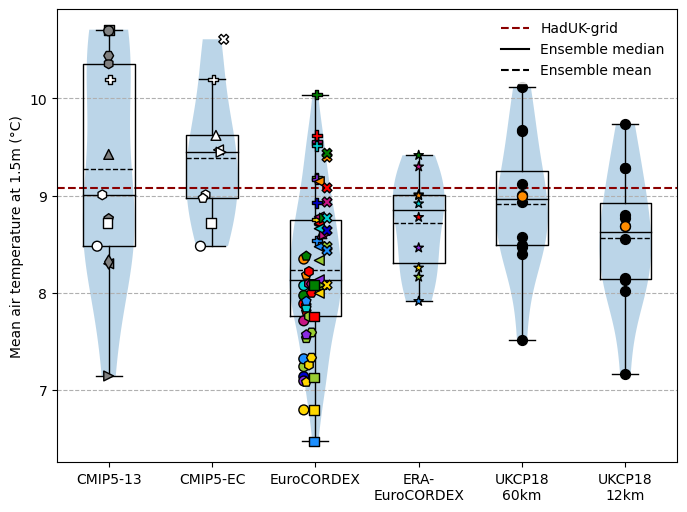 HadUK-grid
Ensemble median
Ensemble mean
Mean air temperature at 1.5m (°C)
10
9
8
7
CMIP5-13
CMIP5-EC
EuroCORDEX
ERA-
EuroCORDEX
UKCP18
60km
UKCP18
12km